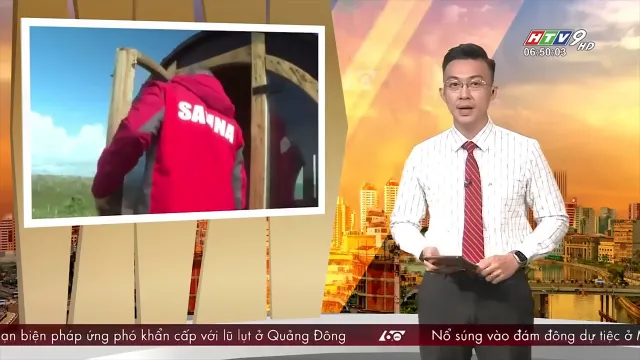 HTV9 HD
06:50:03
SAUNA
ạn biện pháp ứng phó khẩn cấp với lũ lụt ở Quảng Đông
60
Nổ súng vào đám đông dự tiệc ở